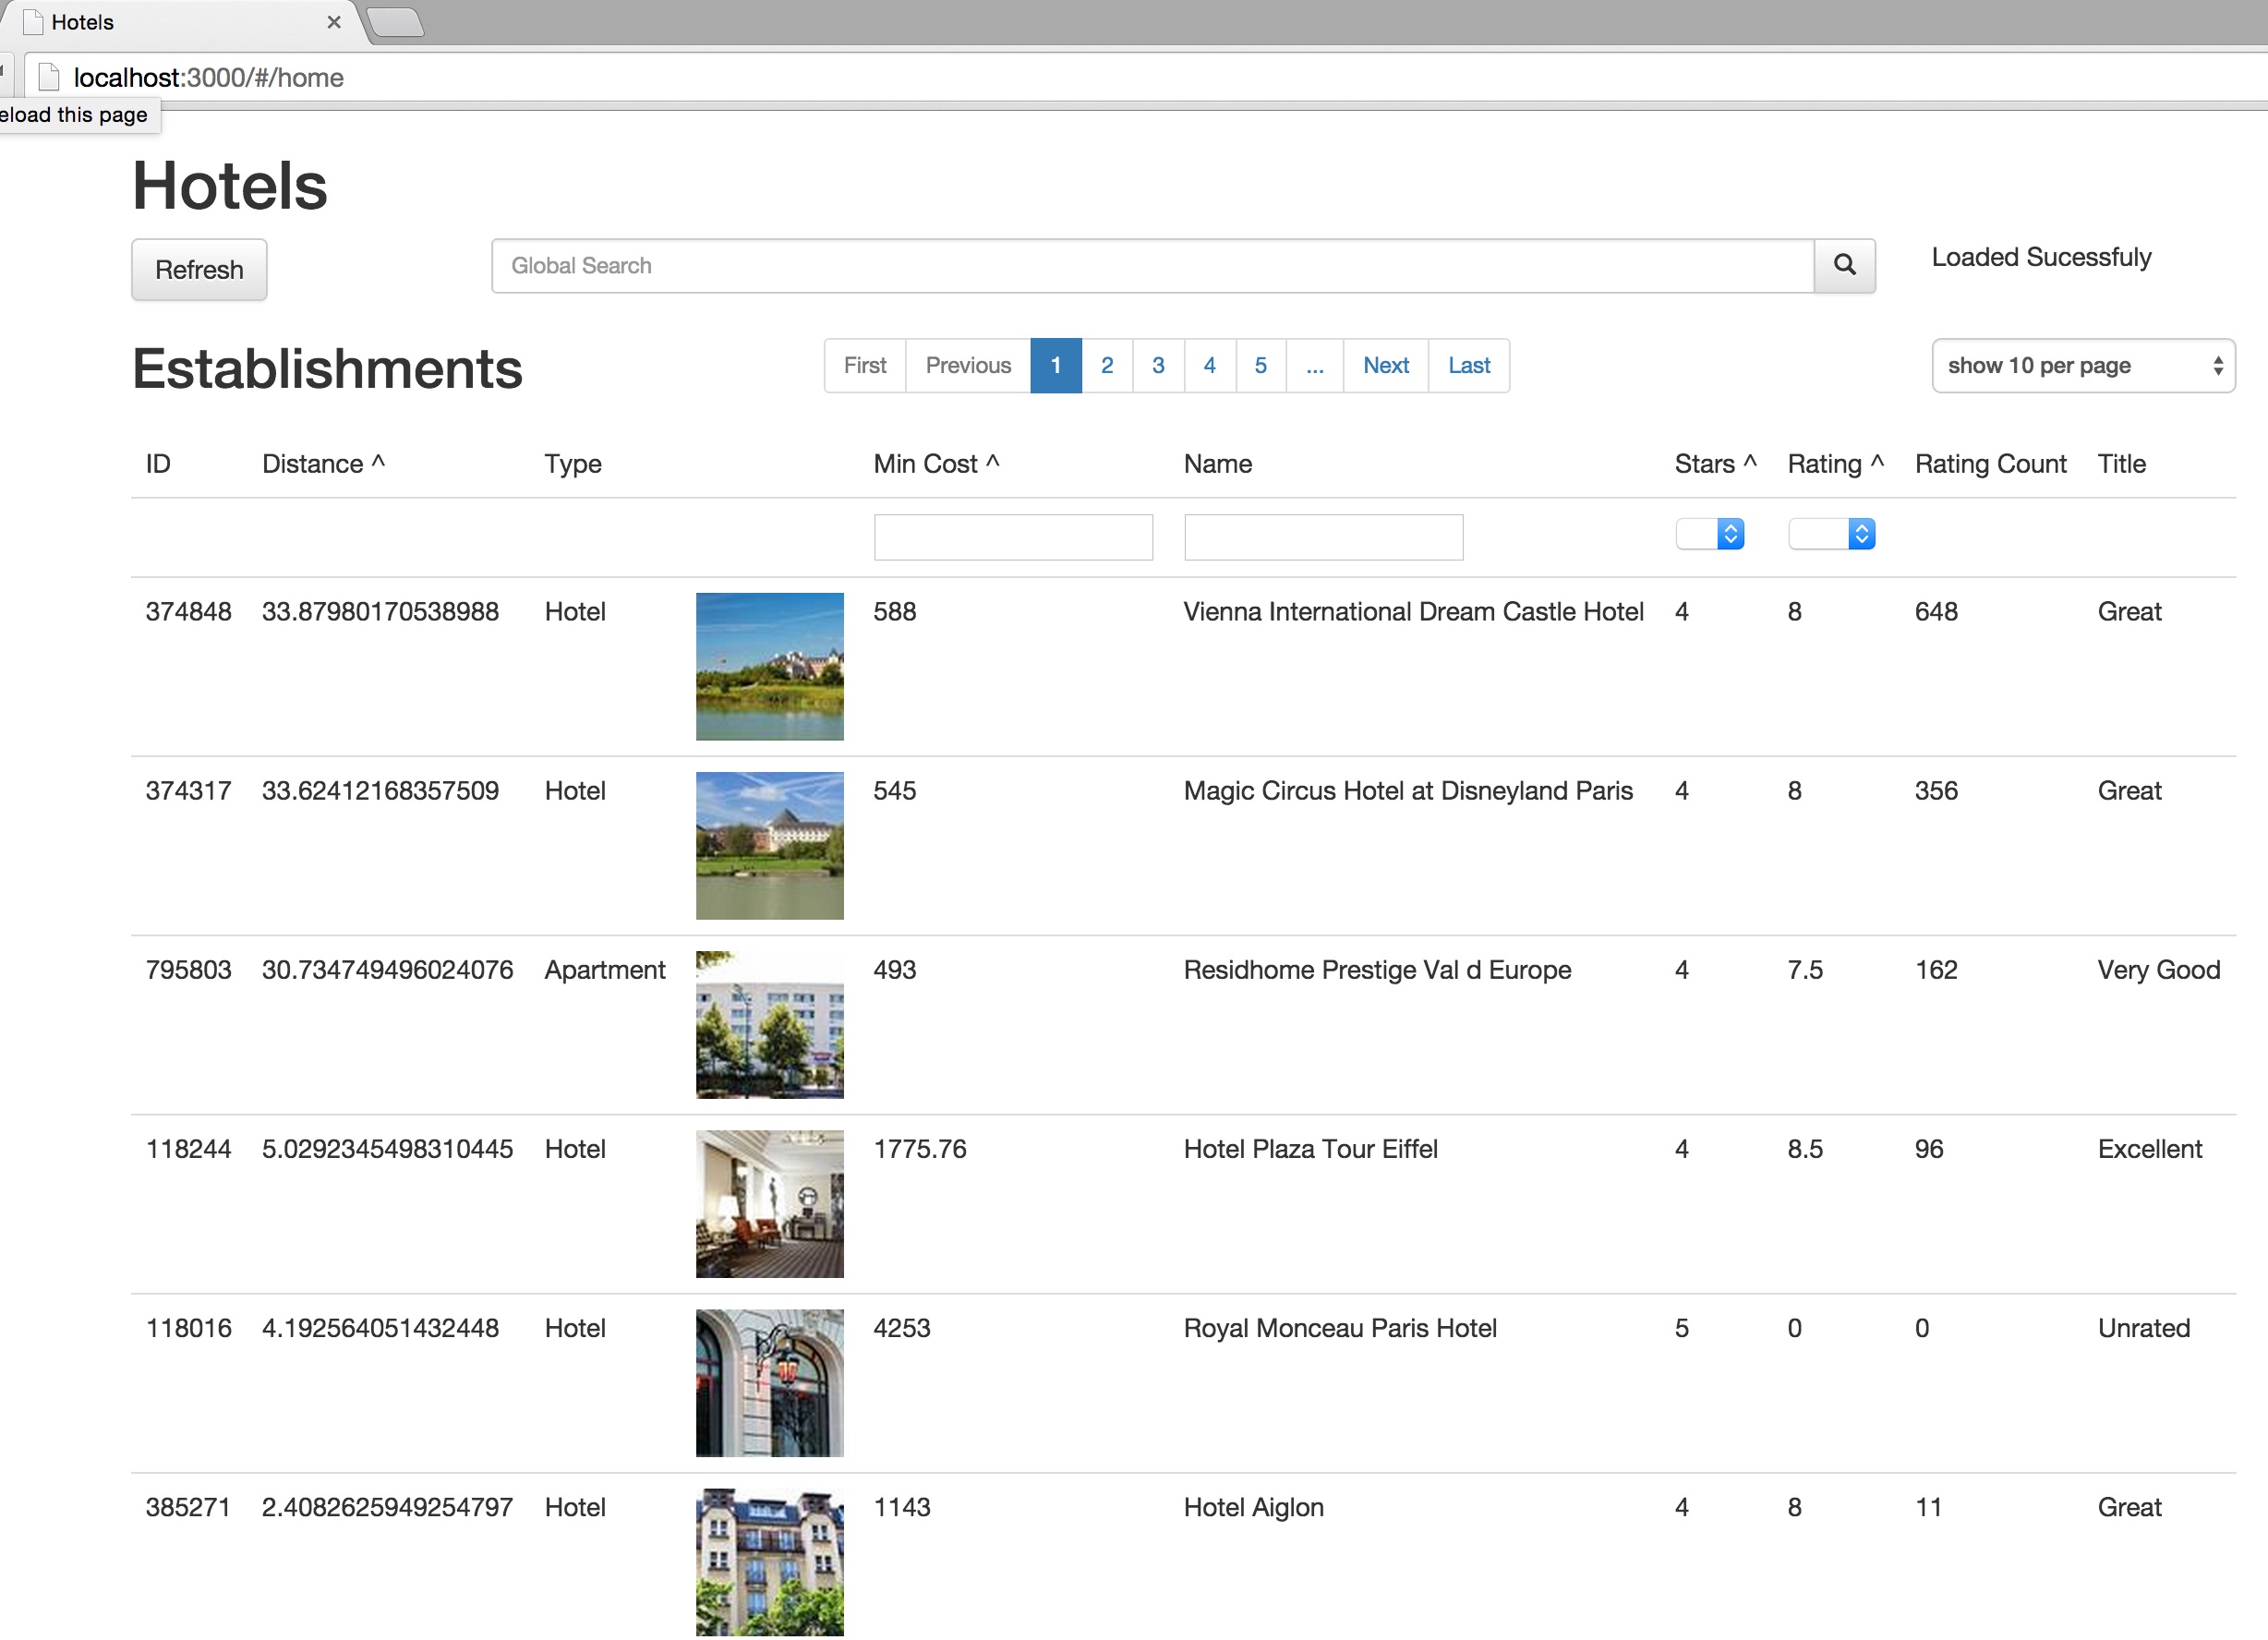 Hotels
localhost:3000/#/home
eload this page
Hotels
Refresh Global Search Loaded Sucessfuly
Establishments First Previous 1 2 3 4 5 ... Next Last show 10 per page
ID Distance ^ Type Min Cost ^ Name Stars ^ Rating ^ Rating Count Title
374848 33.87980170538988 Hotel 588 Vienna International Dream Castle Hotel 4 8 648 Great
374317 33.62412168357509 Hotel 545 Magic Circus Hotel at Disneyland Paris 4 8 356 Great
795803 30.734749496024076 Apartment 493 Residhome Prestige Val d Europe 4 7.5 162 Very Good
118244 5.0292345498310445 Hotel 1775.76 Hotel Plaza Tour Eiffel 4 8.5 96 Excellent
118016 4.192564051432448 Hotel 4253 Royal Monceau Paris Hotel 5 0 0 Unrated
385271 2.4082625949254797 Hotel 1143 Hotel Aiglon 4 8 11 Great